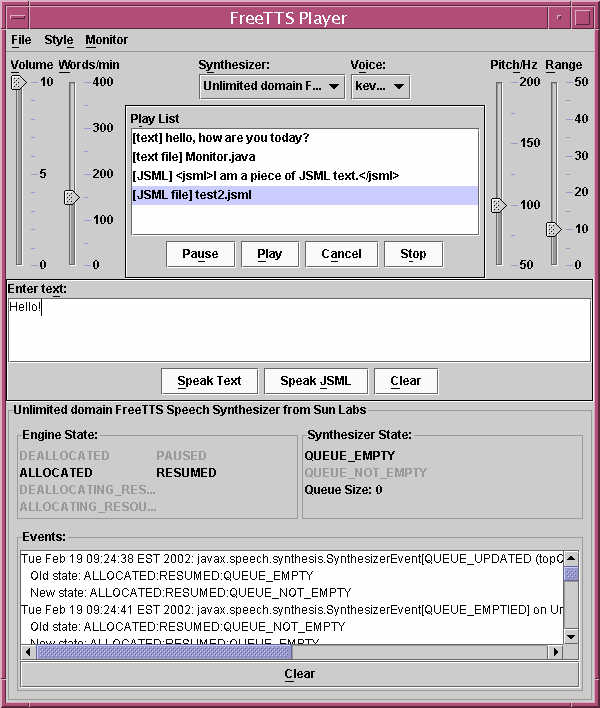 FreeTTS Player
File Style Monitor
Volume Words/min Synthesizer: Voice: Pitch/Hz Range
Unlimited domain F... kev...
10 400 200 50
300 40
150 30
5 200 20
100 100 10
0 0 50 0
Play List
[text] hello, how are you today?
[text file] Monitor.java
[JSML] <jsml>I am a piece of JSML text.</jsml>
[JSML file] test2.jsml
Pause Play Cancel Stop
Enter text:
Hello!
Speak Text Speak JSML Clear
Unlimited domain FreeTTS Speech Synthesizer from Sun Labs
Engine State: Synthesizer State:
DEALLOCATED PAUSED QUEUE_EMPTY
ALLOCATED RESUMED QUEUE_NOT_EMPTY
DEALLOCATING_RES... Queue Size: 0
ALLOCATING_RESOU...
Events:
Tue Feb 19 09:24:38 EST 2002: javax.speech.synthesis.SynthesizerEvent[QUEUE_UPDATED (topC
Old state: ALLOCATED:RESUMED:QUEUE_EMPTY
New state: ALLOCATED:RESUMED:QUEUE_NOT_EMPTY
Tue Feb 19 09:24:41 EST 2002: javax.speech.synthesis.SynthesizerEvent[QUEUE_EMPTIED] on Un
Old state: ALLOCATED:RESUMED:QUEUE_NOT_EMPTY
New state: ALLOCATED:RESUMED:QUEUE_EMPTY
Clear